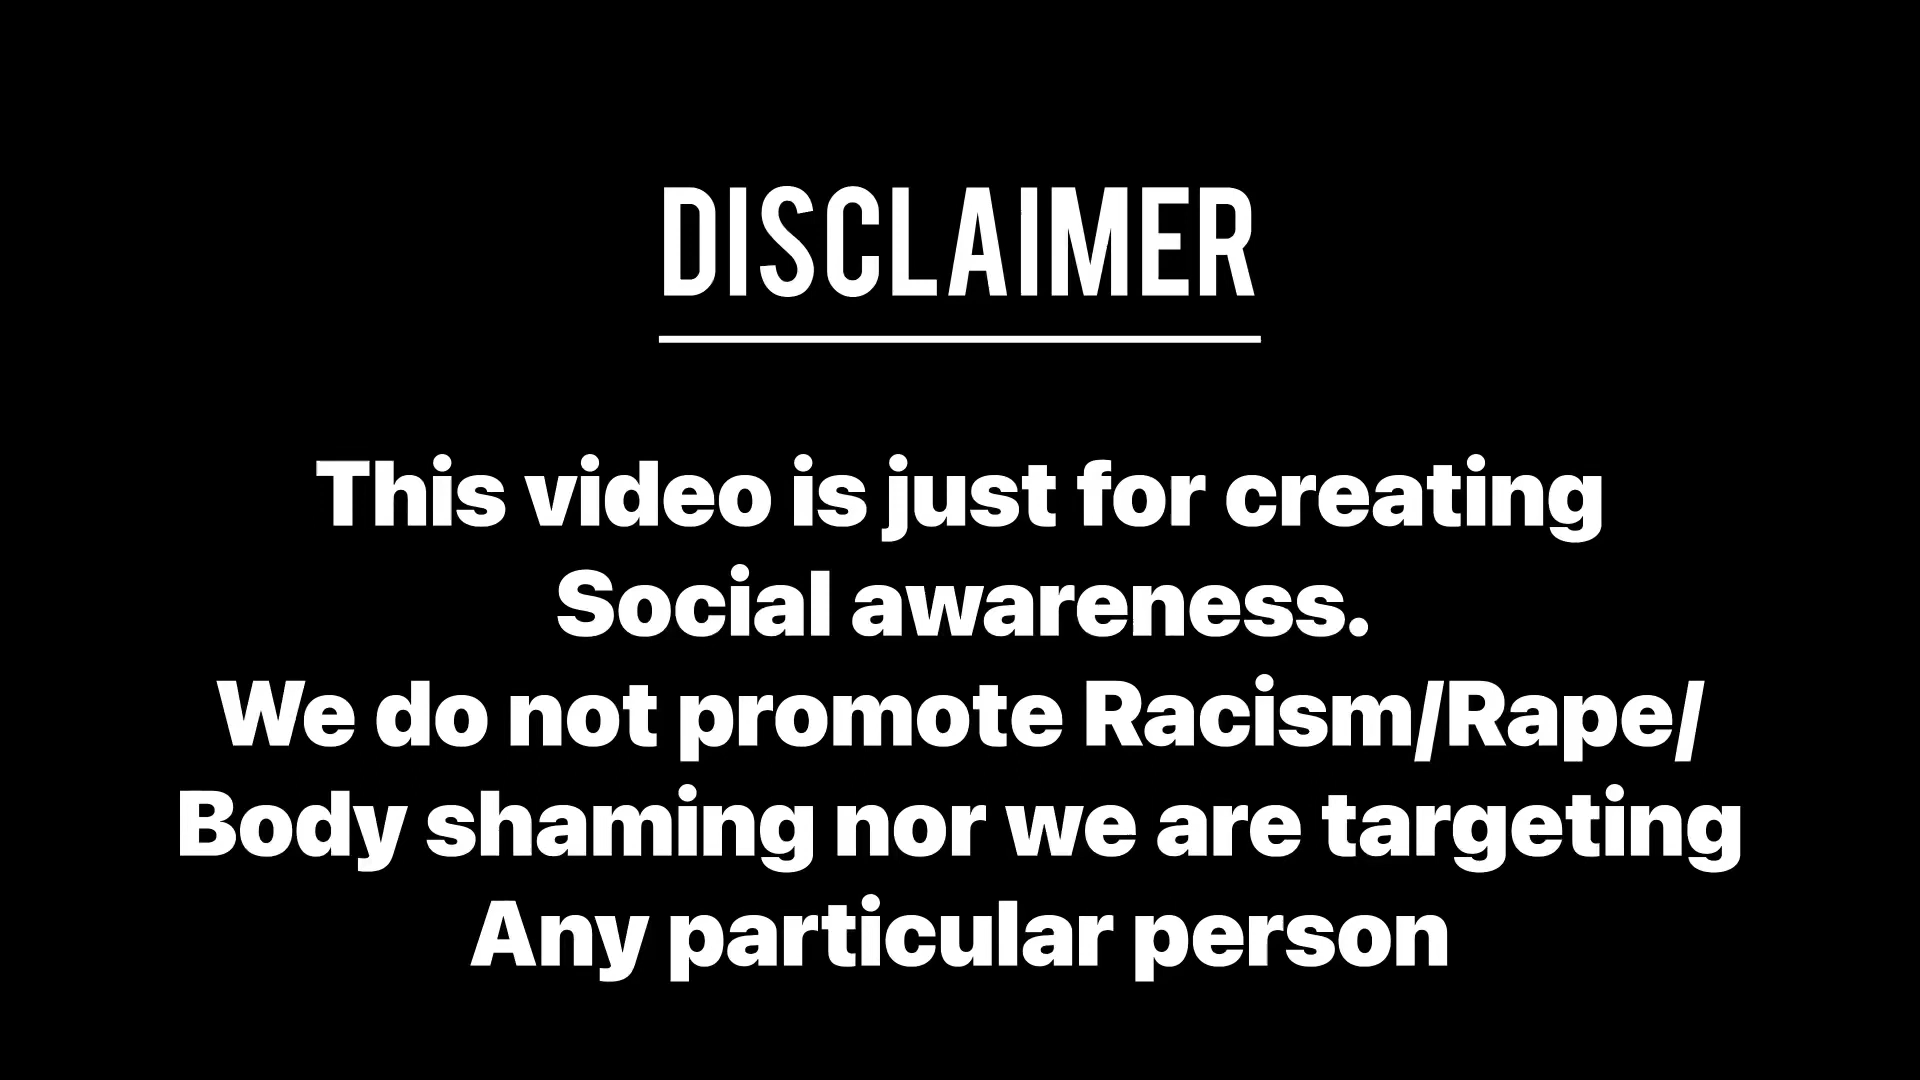 DISCLAIMER
This video is just for creating
Social awareness.
We do not promote Racism/Rape/
Body shaming nor we are targeting
Any particular person